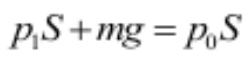 p₁S + mg = p₀S